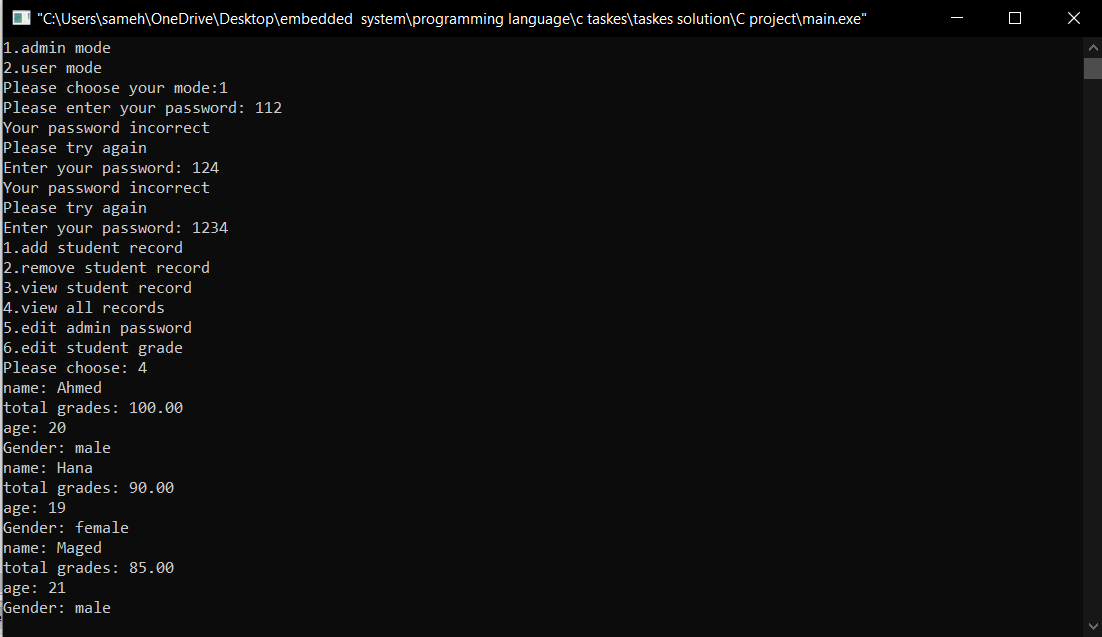 "C:\Users\sameh\OneDrive\Desktop\embedded  system\programming language\c taskes\taskes solution\C project\main.exe"
1.admin mode
2.user mode
Please choose your mode:1
Please enter your password: 112
Your password incorrect
Please try again
Enter your password: 124
Your password incorrect
Please try again
Enter your password: 1234
1.add student record
2.remove student record
3.view student record
4.view all records
5.edit admin password
6.edit student grade
Please choose: 4
name: Ahmed
total grades: 100.00
age: 20
Gender: male
name: Hana
total grades: 90.00
age: 19
Gender: female
name: Maged
total grades: 85.00
age: 21
Gender: male